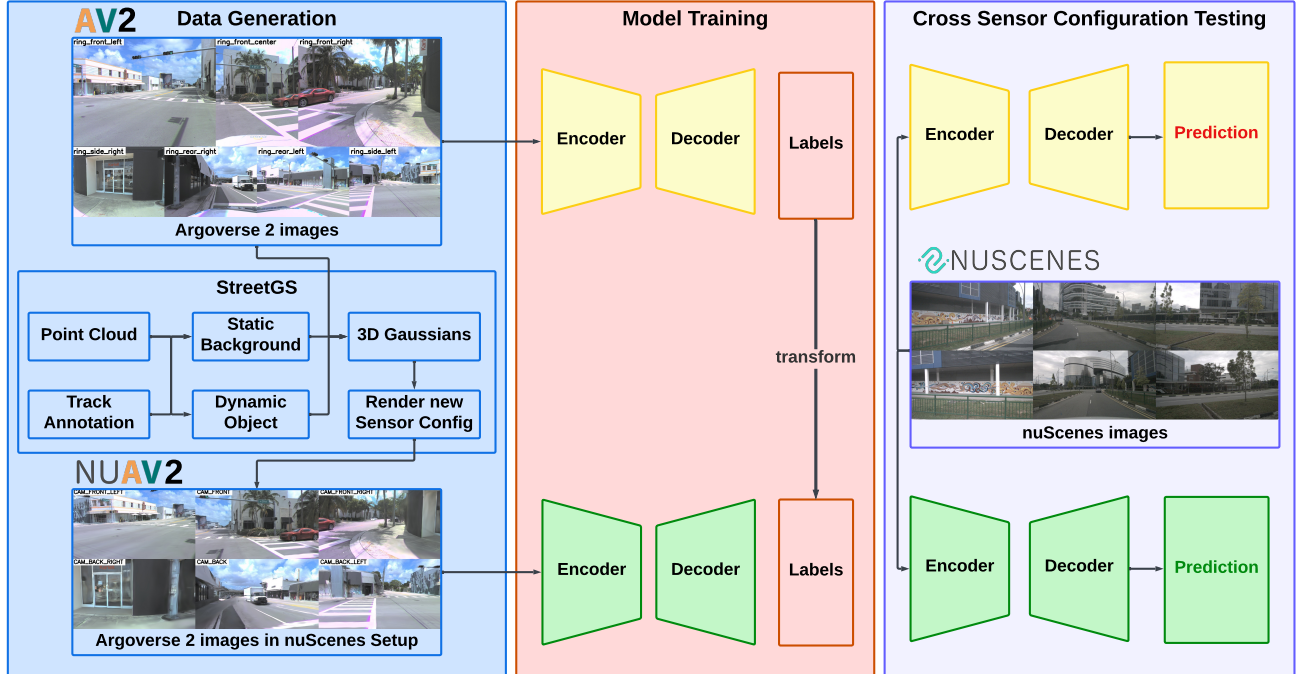 AV2
Data Generation
ring_front_left
ring_front_center
ring_front_right
ring_side_right
ring_rear_right
ring_rear_left
ring_side_left
Argoverse 2 images
StreetGS
Point Cloud
Static
Background
3D Gaussians
Track
Annotation
Dynamic
Object
Render new
Sensor Config
NUAV2
CAM_FRONT_LEFT
CAM_FRONT
CAM_FRONT_RIGHT
CAM_BACK_RIGHT
CAM_BACK
CAM_BACK_LEFT
Argoverse 2 images in nuScenes Setup
Model Training
Encoder
Decoder
Labels
transform
Encoder
Decoder
Labels
Cross Sensor Configuration Testing
Encoder
Decoder
Prediction
NUSCENES
nuScenes images
Encoder
Decoder
Prediction